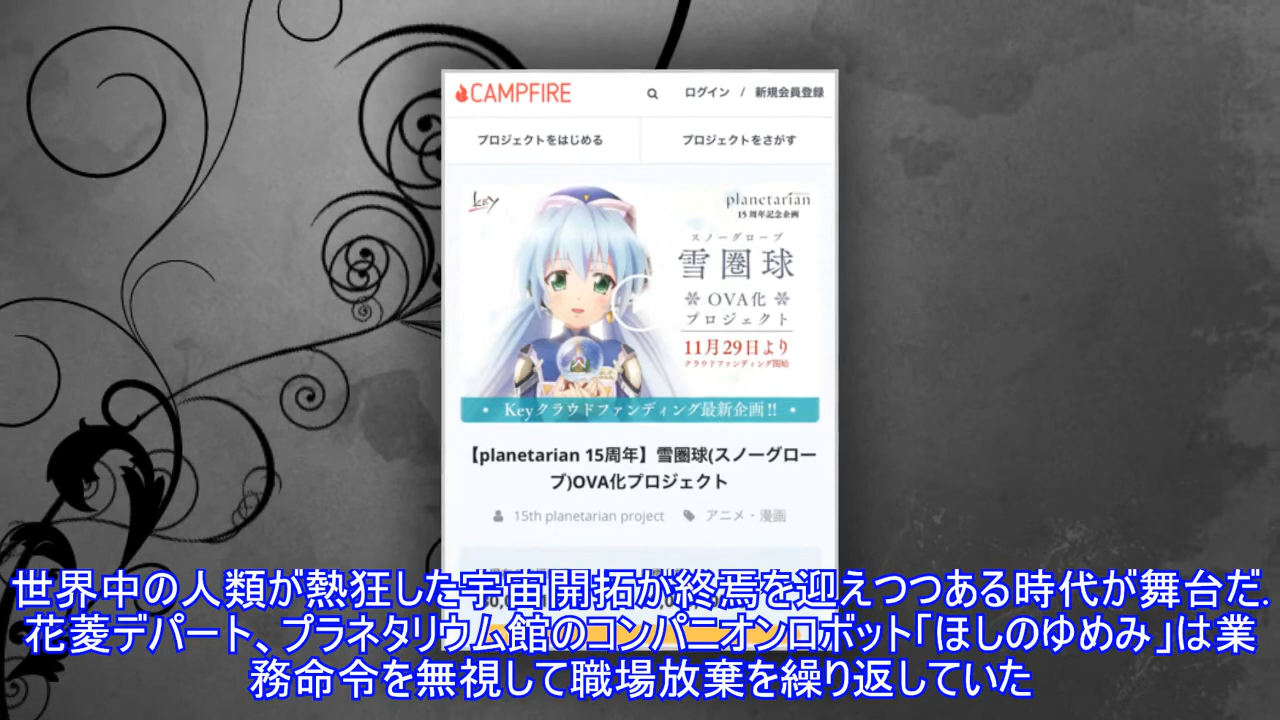 CAMPFIRE
ログイン / 新規会員登録
プロジェクトをはじめる
プロジェクトをさがす
Key
planetarian
15周年記念企画
スノーグローブ
雪圏球
OVA化
プロジェクト
11月29日より
クラウドファンディング開始
Keyクラウドファンディング最新企画!!
【planetarian 15周年】雪圏球(スノーグロー
ブ)OVA化プロジェクト
15th planetarian project アニメ・漫画
世界中の人類が熱狂した宇宙開拓が終焉を迎えつつある時代が舞台だ.
花菱デパート、プラネタリウム館のコンパニオンロボット「ほしのゆめみ」は業
務命令を無視して職場放棄を繰り返していた